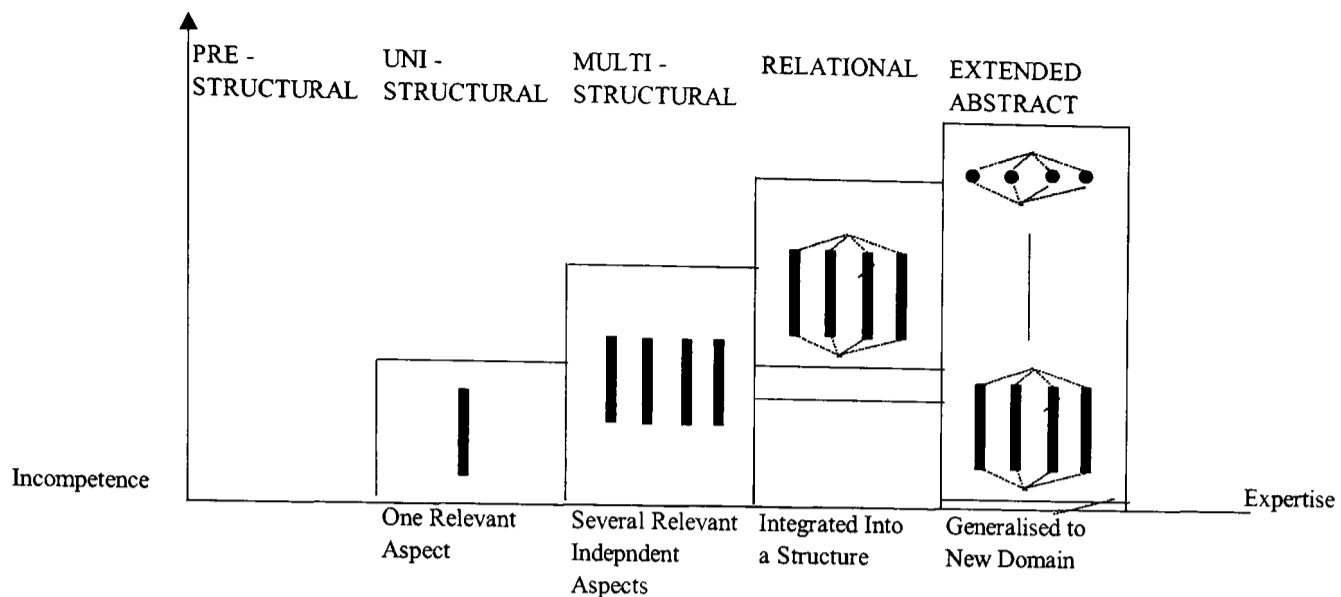 PRE -
STRUCTURAL
UNI -
STRUCTURAL
MULTI -
STRUCTURAL
RELATIONAL
EXTENDED
ABSTRACT
Incompetence
Expertise
One Relevant
Aspect
Several Relevant
Indepndent
Aspects
Integrated Into
a Structure
Generalised to
New Domain